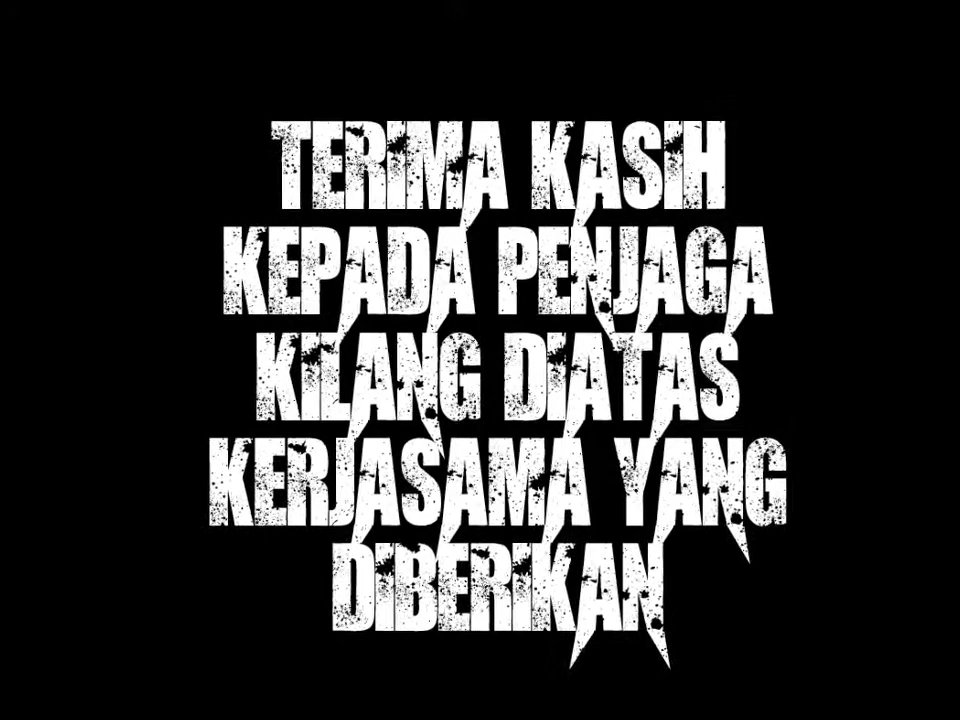 TERIMA KASIH
KEPADA PENJAGA
KILANG DIATAS
KERJASAMA YANG
DIBERIKAN